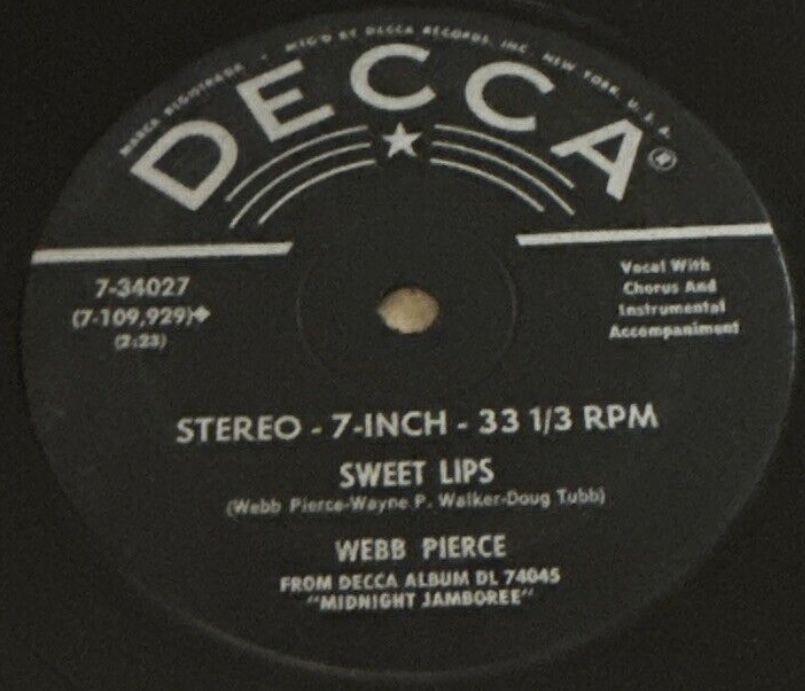 MARCA REGISTRADA • MFG'D BY DECCA RECORDS, INC. NEW YORK, U.S.A.
DECCA®
7-34027
(7-109,929)◆
(2:23)
Vocal With
Chorus And
Instrumental
Accompaniment
STEREO - 7-INCH - 33 1/3 RPM
SWEET LIPS
(Webb Pierce-Wayne P. Walker-Doug Tubb)
WEBB PIERCE
FROM DECCA ALBUM DL 74045
"MIDNIGHT JAMBOREE"